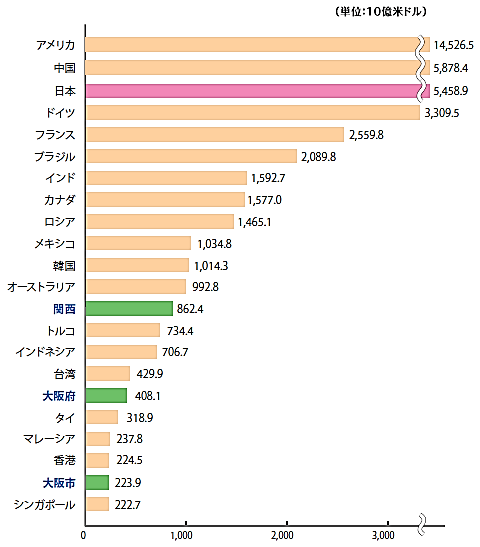 （単位：10億米ドル）
アメリカ 14,526.5
中国 5,878.4
日本 5,458.9
ドイツ 3,309.5
フランス 2,559.8
ブラジル 2,089.8
インド 1,592.7
カナダ 1,577.0
ロシア 1,465.1
メキシコ 1,034.8
韓国 1,014.3
オーストラリア 992.8
関西 862.4
トルコ 734.4
インドネシア 706.7
台湾 429.9
大阪府 408.1
タイ 318.9
マレーシア 237.8
香港 224.5
大阪市 223.9
シンガポール 222.7
0 1,000 2,000 3,000